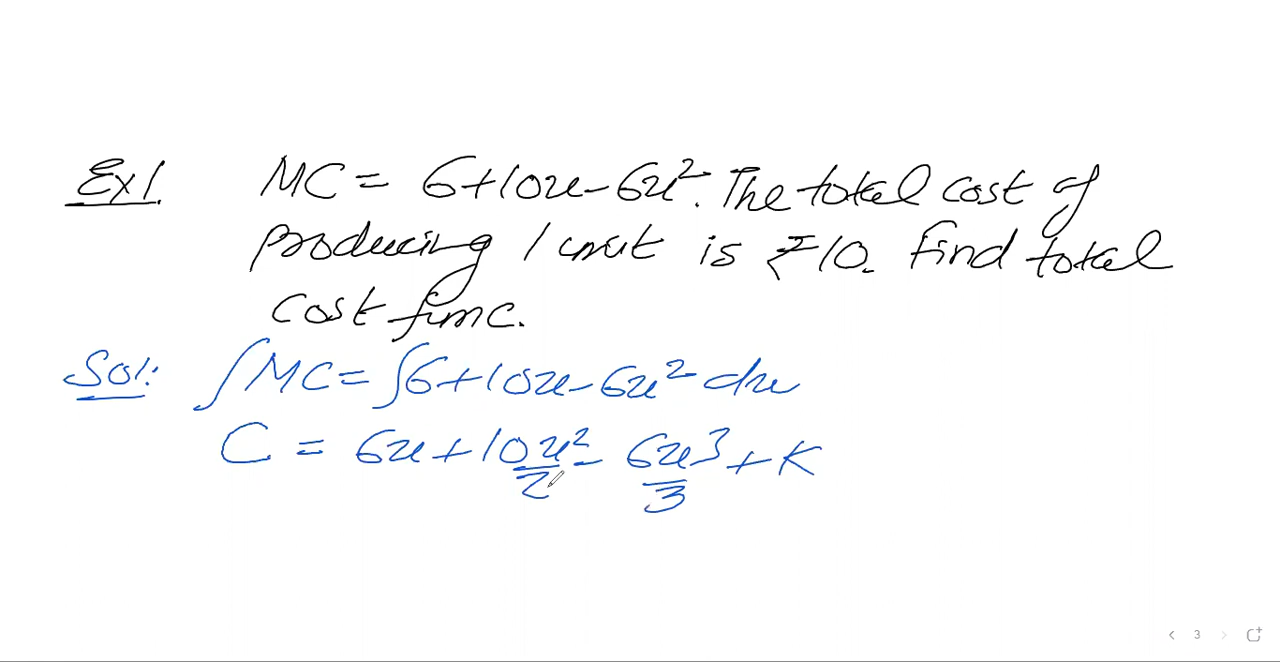 Ex1. MC = 6+10x-6x². The total cost of
producing 1 unit is ₹10. Find total
cost func.
Sol: ∫MC = ∫6+10x-6x² dx
C = 6x + 10x²/2 - 6x³/3 + K
3